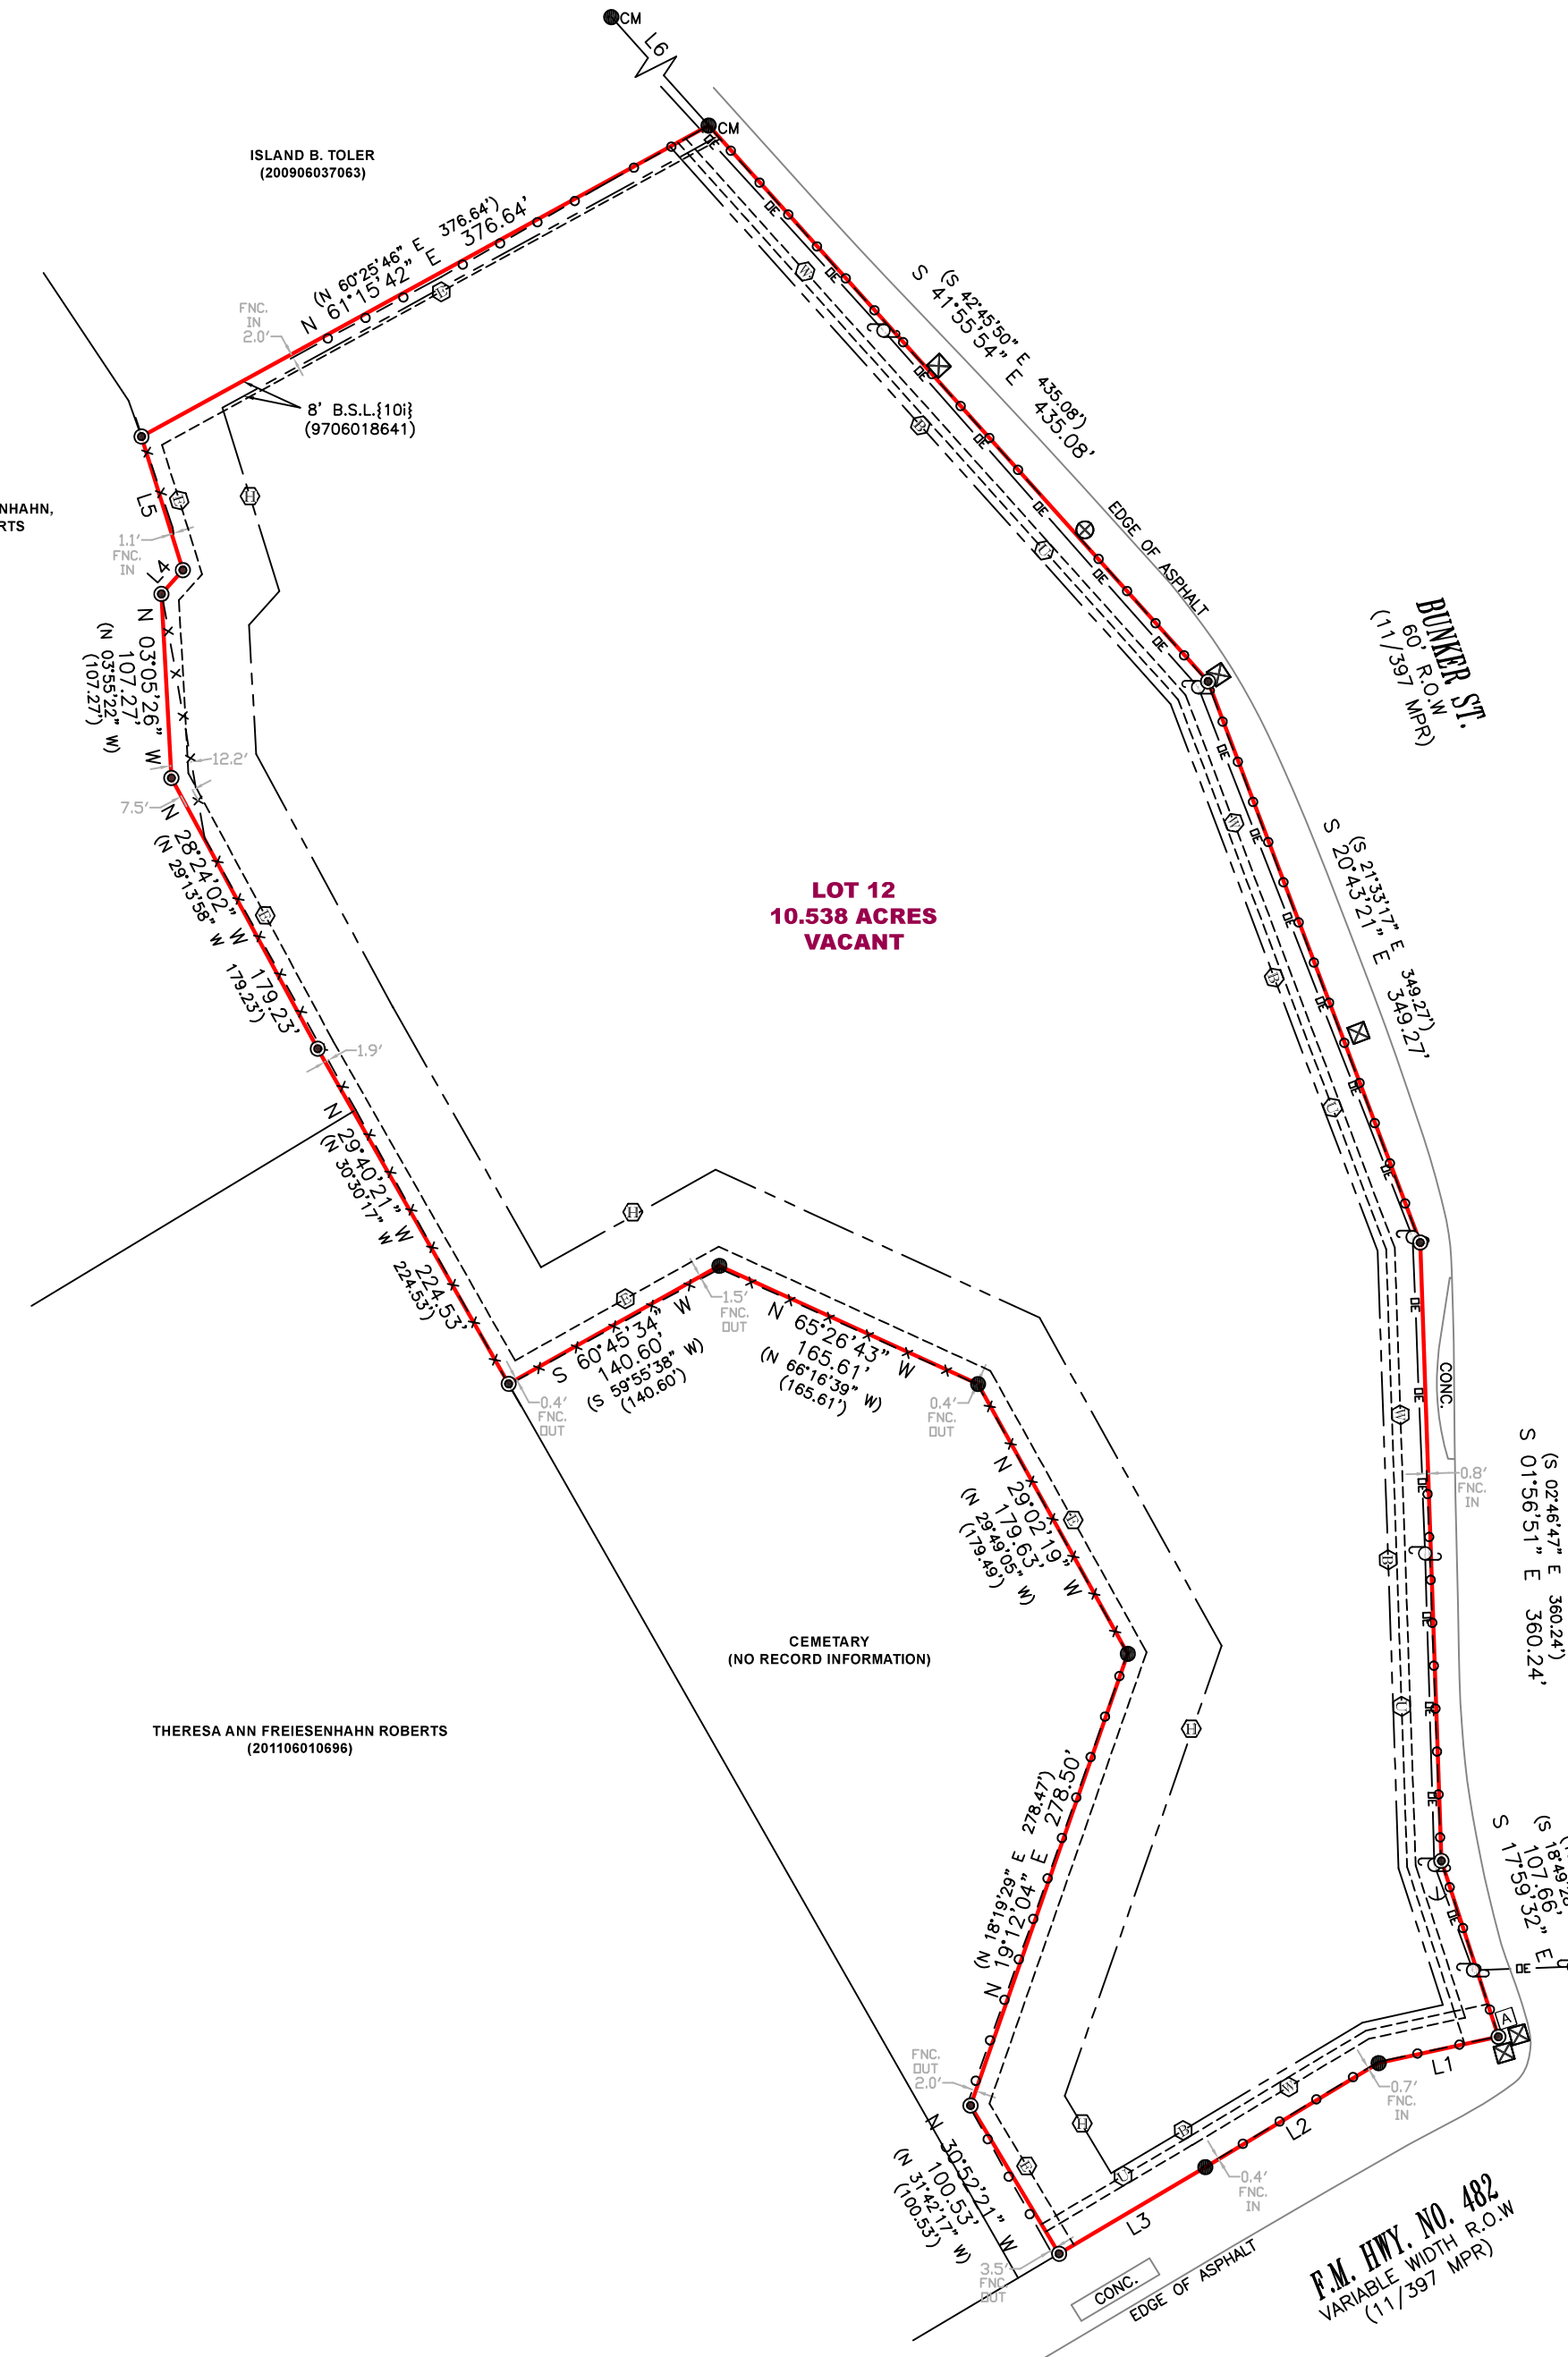 CM
L6
CM
ISLAND B. TOLER
(200906037063)
(N 60°25'46" E 376.64')
N 61°15'42" E 376.64'
FNC.
IN
2.0'
8' B.S.L.{10i}
(9706018641)
(S 42°45'50" E 435.08')
S 41°55'54" E 435.08'
EDGE OF ASPHALT
BUNKER ST.
60' R.O.W
(11/397 MPR)
NHAHN,
RTS
L5
1.1'
FNC.
IN
L4
N 03°05'26" W
107.27'
(N 03°55'22" W)
(107.27')
12.2'
7.5'
N 28°24'02" W 179.23'
(N 29°13'58" W 179.23')
LOT 12
10.538 ACRES
VACANT
(S 21°33'17" E 349.27')
S 20°43'21" E 349.27'
1.9'
N 29°40'21" W 224.53'
(N 30°30'17" W 224.53')
S 60°45'34" W
140.60'
(S 59°55'38" W)
(140.60')
0.4'
FNC.
OUT
1.5'
FNC.
OUT
N 65°26'43" W
165.61'
(N 66°16'39" W)
(165.61')
0.4'
FNC.
OUT
CONC.
(S 02°46'47" E 360.24')
S 01°56'51" E 360.24'
0.8'
FNC.
IN
N 29°02'19" W
179.63'
(N 29°49'05" W)
(179.49')
CEMETARY
(NO RECORD INFORMATION)
THERESA ANN FREIESENHAHN ROBERTS
(201106010696)
(N 18°19'29" E 278.47')
N 19°12'04" E 278.50'
107.66'
S 17°59'32" E
OE
A
L1
0.7'
FNC.
IN
L2
0.4'
FNC.
IN
L3
FNC.
OUT
2.0'
N 30°52'21" W
100.53'
(N 31°42'17" W)
(100.53')
3.5'
FNC.
OUT
CONC.
EDGE OF ASPHALT
F.M. HWY. NO. 482
VARIABLE WIDTH R.O.W
(11/397 MPR)